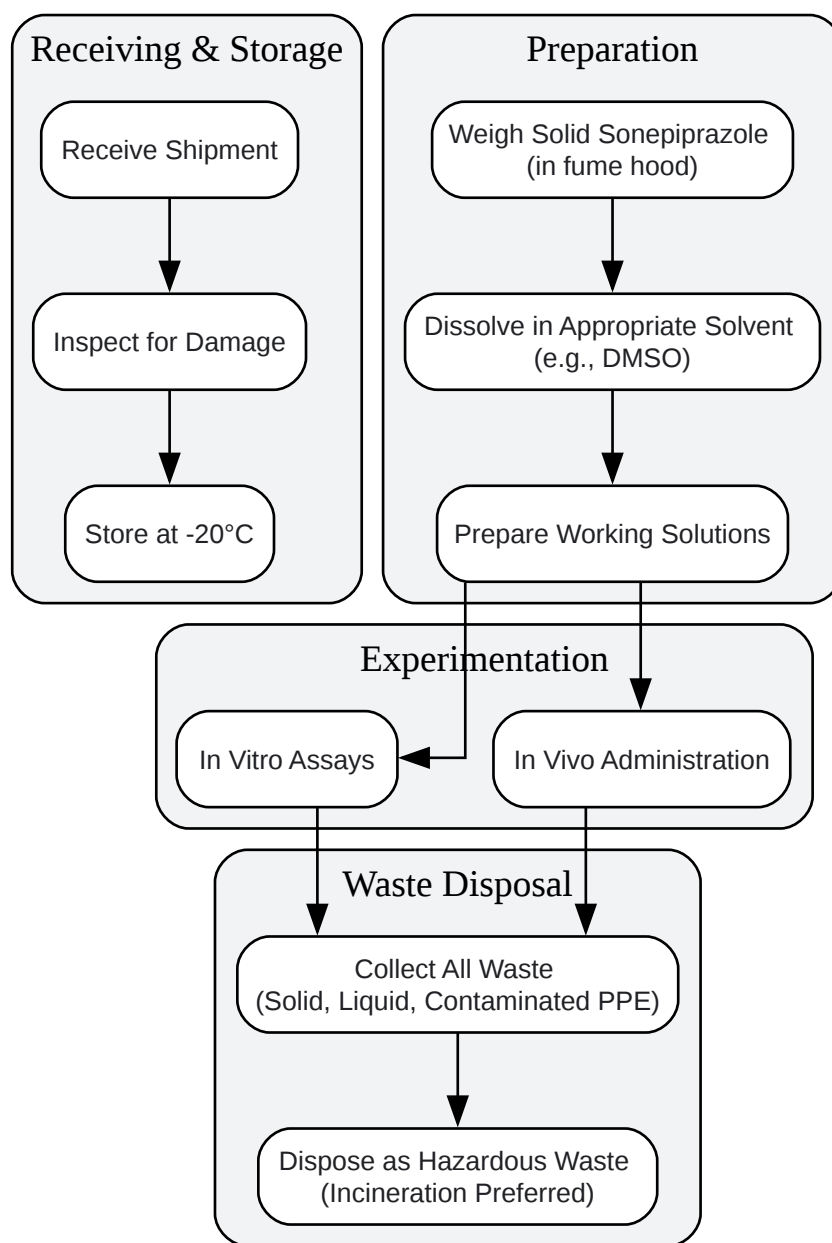 Receiving & Storage
Receive Shipment
Inspect for Damage
Store at -20°C
Preparation
Weigh Solid Sonepiprazole
(in fume hood)
Dissolve in Appropriate Solvent
(e.g., DMSO)
Prepare Working Solutions
Experimentation
In Vitro Assays
In Vivo Administration
Waste Disposal
Collect All Waste
(Solid, Liquid, Contaminated PPE)
Dispose as Hazardous Waste
(Incineration Preferred)